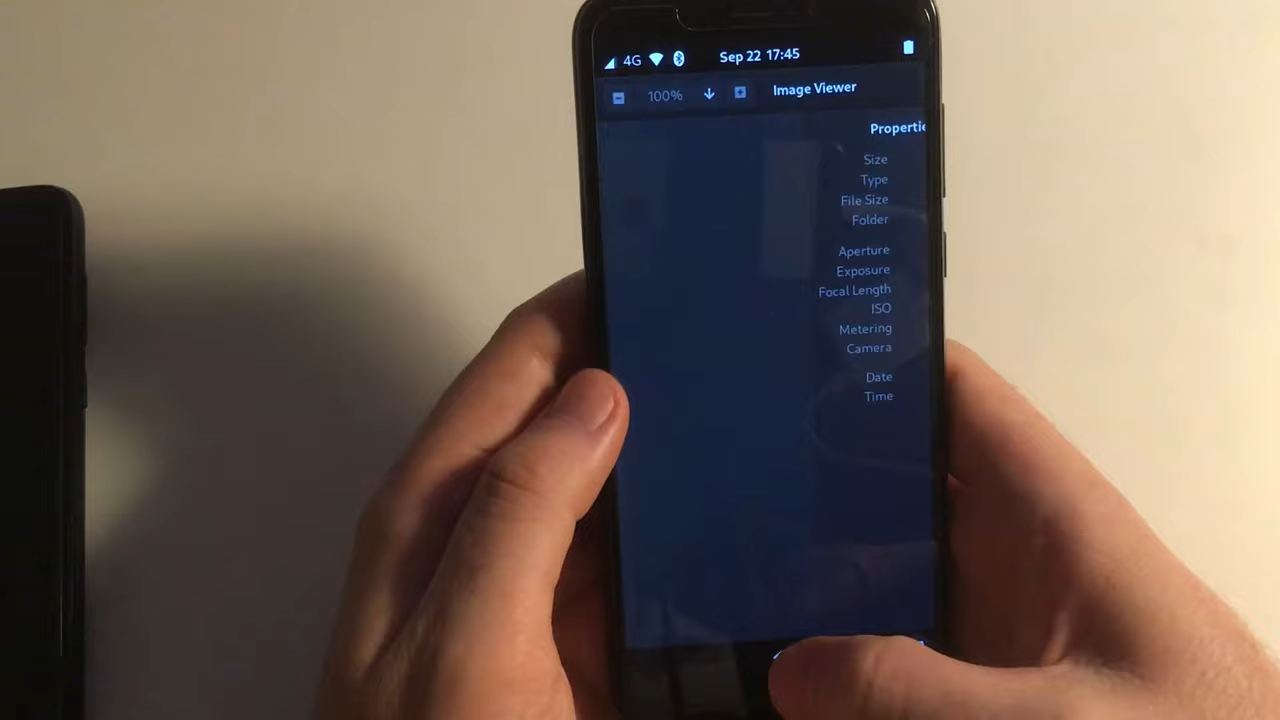 4G Sep 22 17:45
100% Image Viewer
Propertie
Size
Type
File Size
Folder
Aperture
Exposure
Focal Length
ISO
Metering
Camera
Date
Time